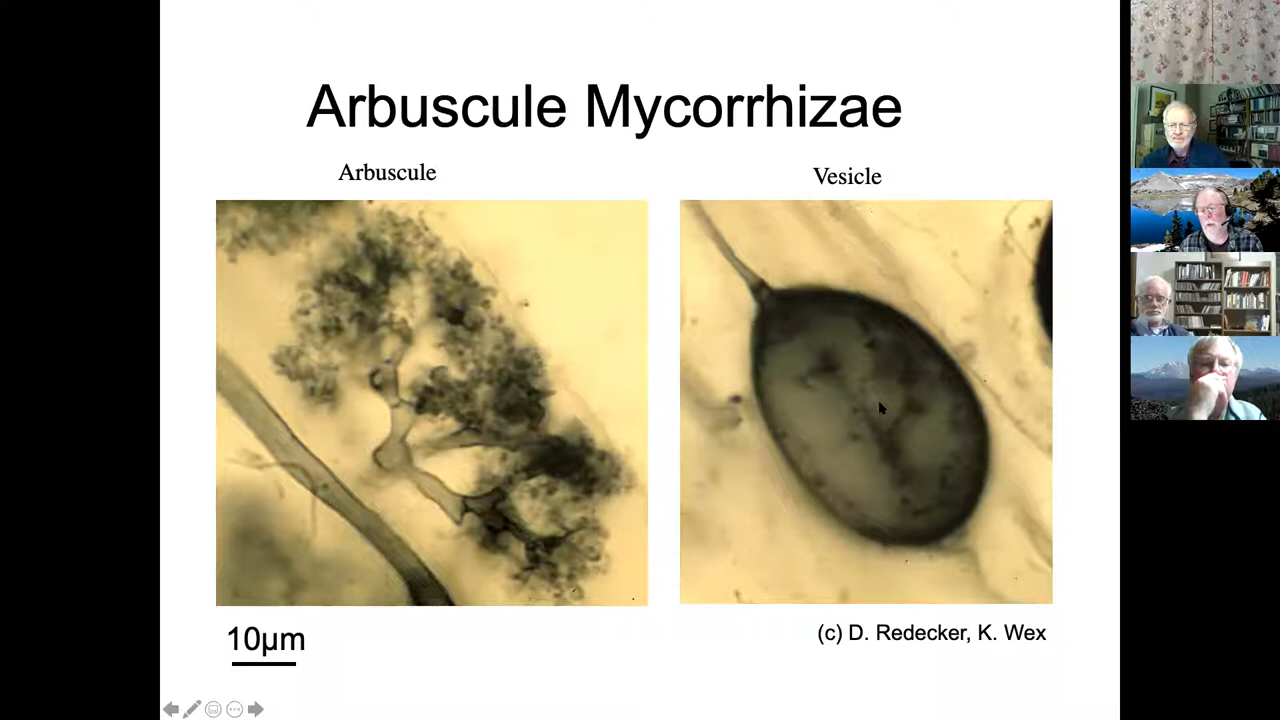 Arbuscule Mycorrhizae
Arbuscule
Vesicle
10µm
(c) D. Redecker, K. Wex